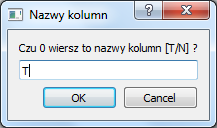 Nazwy kolumn
Czu 0 wiersz to nazwy kolumn [T/N] ?
T
OK Cancel